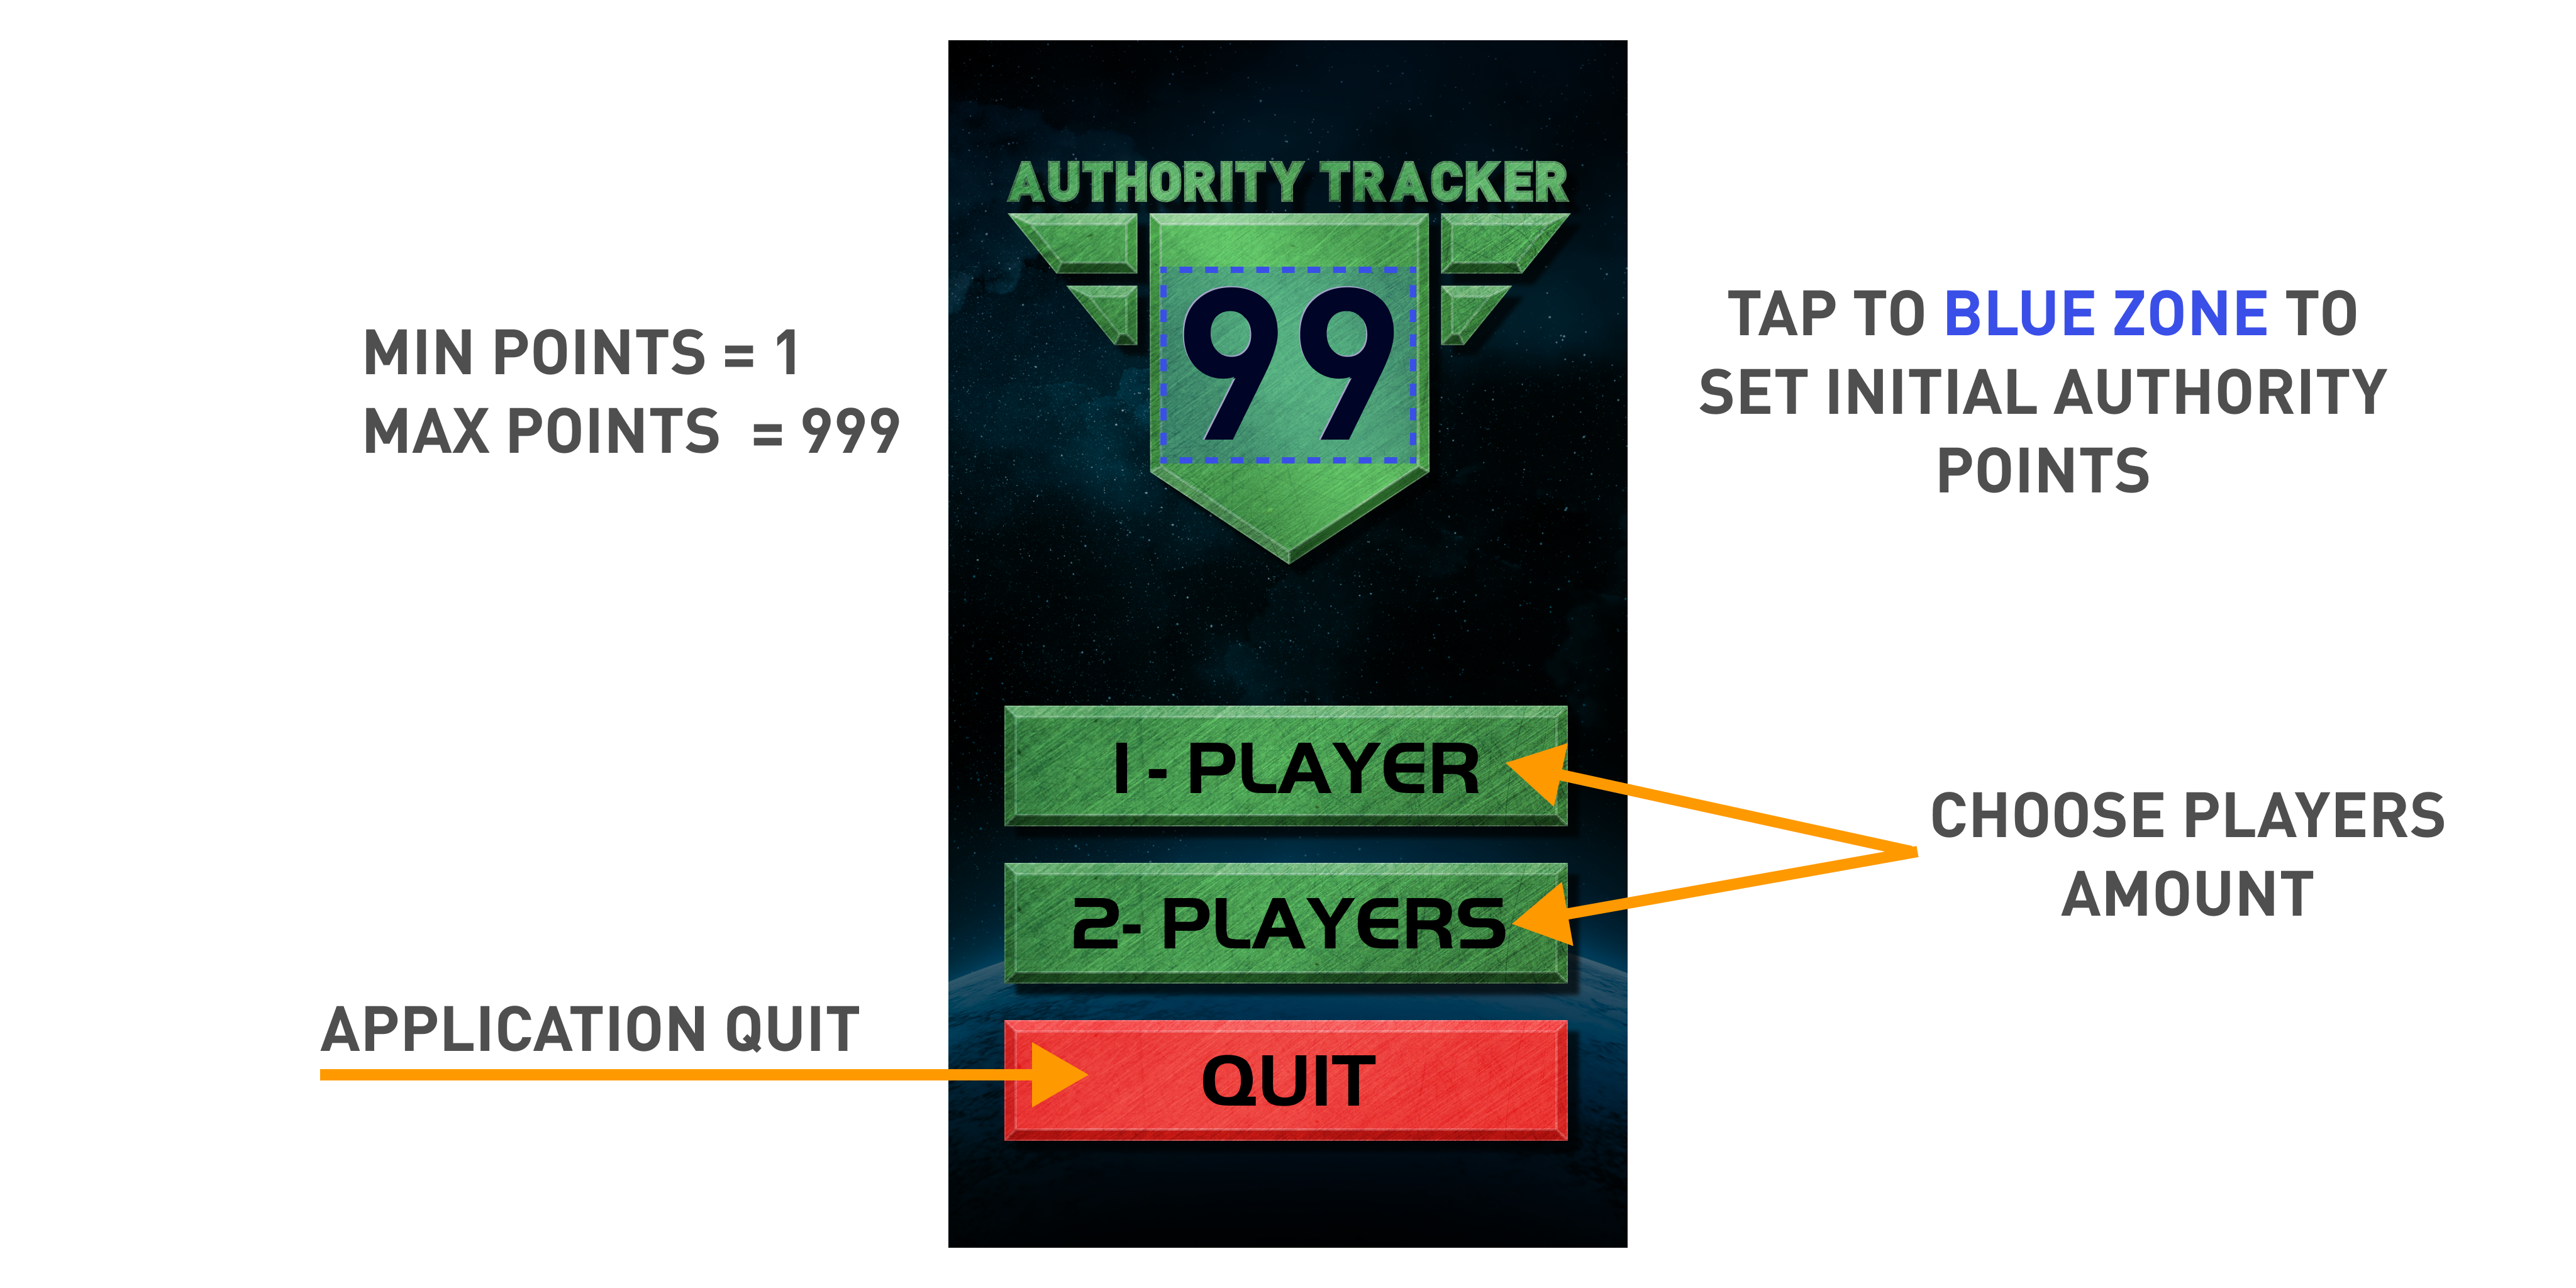 AUTHORITY TRACKER
99
MIN POINTS = 1
MAX POINTS = 999
TAP TO BLUE ZONE TO
SET INITIAL AUTHORITY
POINTS
1 - PLAYER
2- PLAYERS
CHOOSE PLAYERS
AMOUNT
APPLICATION QUIT
QUIT